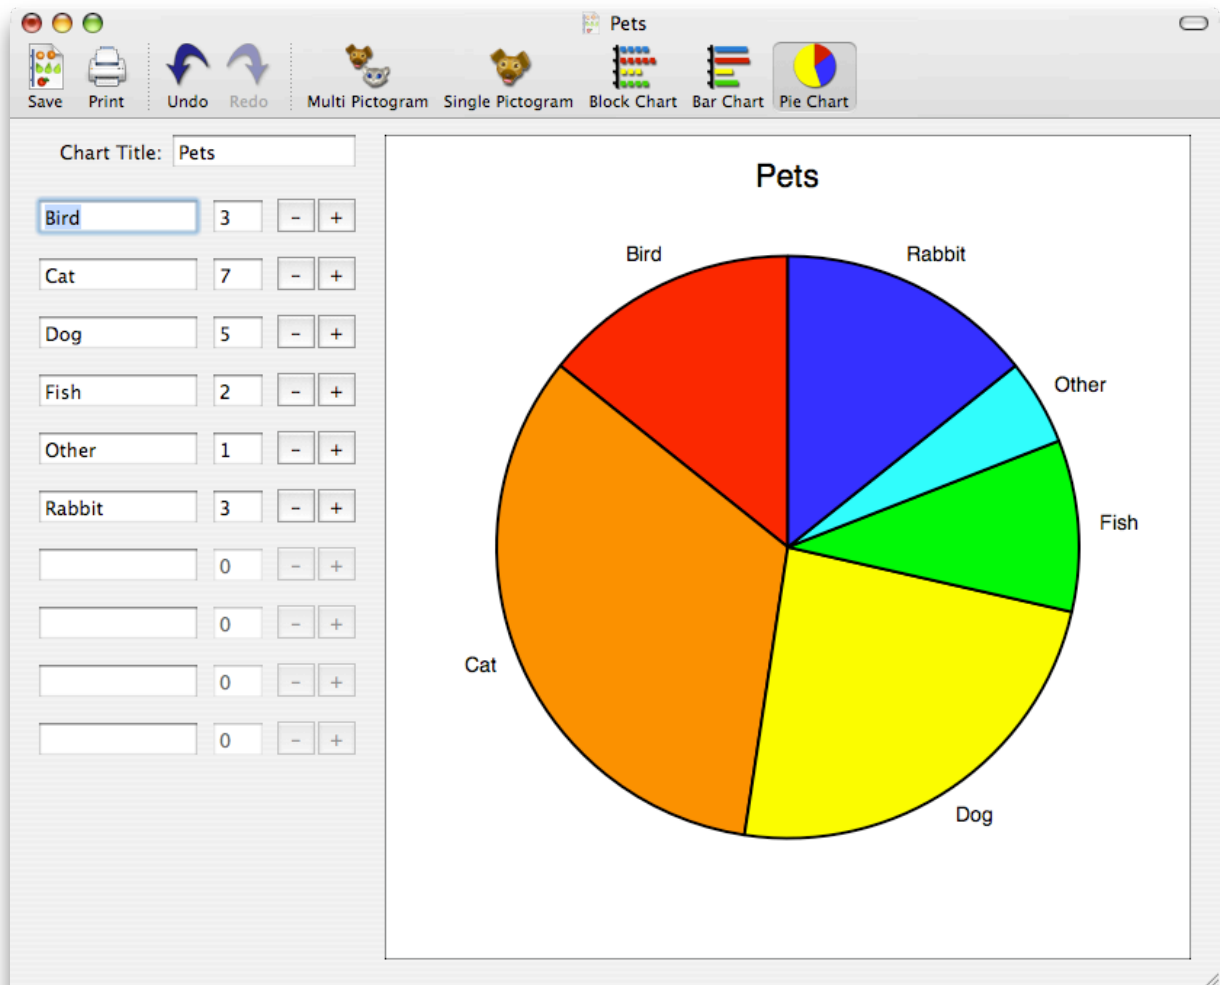 Pets
Save Print Undo Redo Multi Pictogram Single Pictogram Block Chart Bar Chart Pie Chart
Chart Title: Pets
Bird 3 - +
Cat 7 - +
Dog 5 - +
Fish 2 - +
Other 1 - +
Rabbit 3 - +
0 - +
0 - +
0 - +
0 - +
Pets
Bird Rabbit
Other
Fish
Cat
Dog